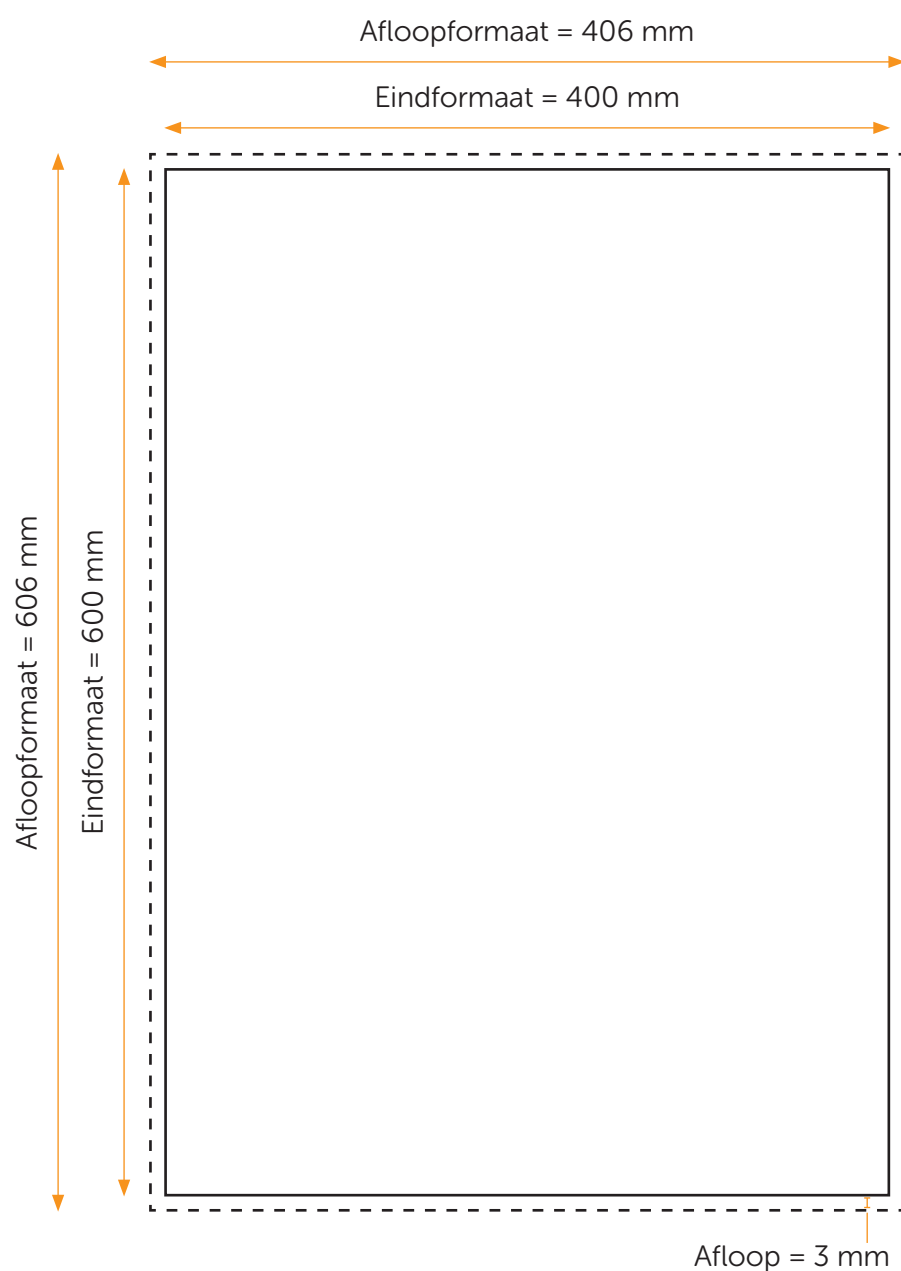 Afloopformaat = 406 mm
Eindformaat = 400 mm
Afloopformaat = 606 mm
Eindformaat = 600 mm
Afloop = 3 mm